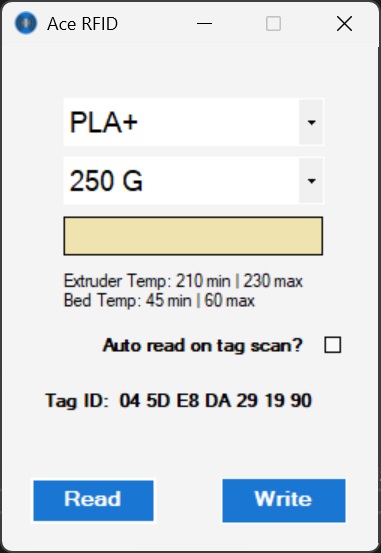 Ace RFID
PLA+
250 G
Extruder Temp: 210 min | 230 max
Bed Temp: 45 min | 60 max
Auto read on tag scan?
Tag ID: 04 5D E8 DA 29 19 90
Read
Write